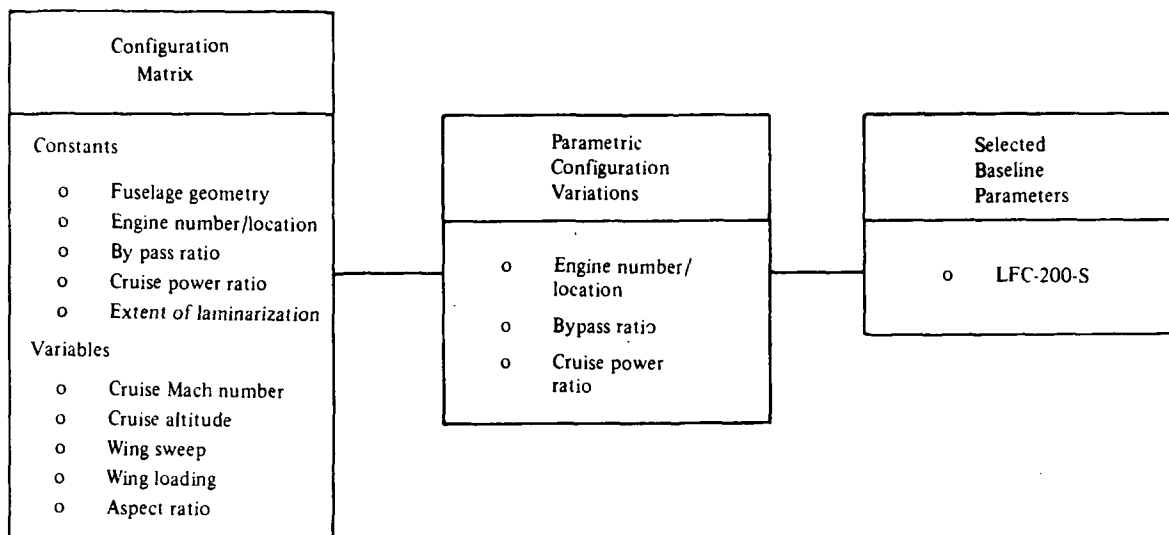 Configuration
Matrix
Constants
o Fuselage geometry
o Engine number/location
o By pass ratio
o Cruise power ratio
o Extent of laminarization
Variables
o Cruise Mach number
o Cruise altitude
o Wing sweep
o Wing loading
o Aspect ratio
Parametric
Configuration
Variations
o Engine number/
location
o Bypass ratio
o Cruise power
ratio
Selected
Baseline
Parameters
o LFC-200-S